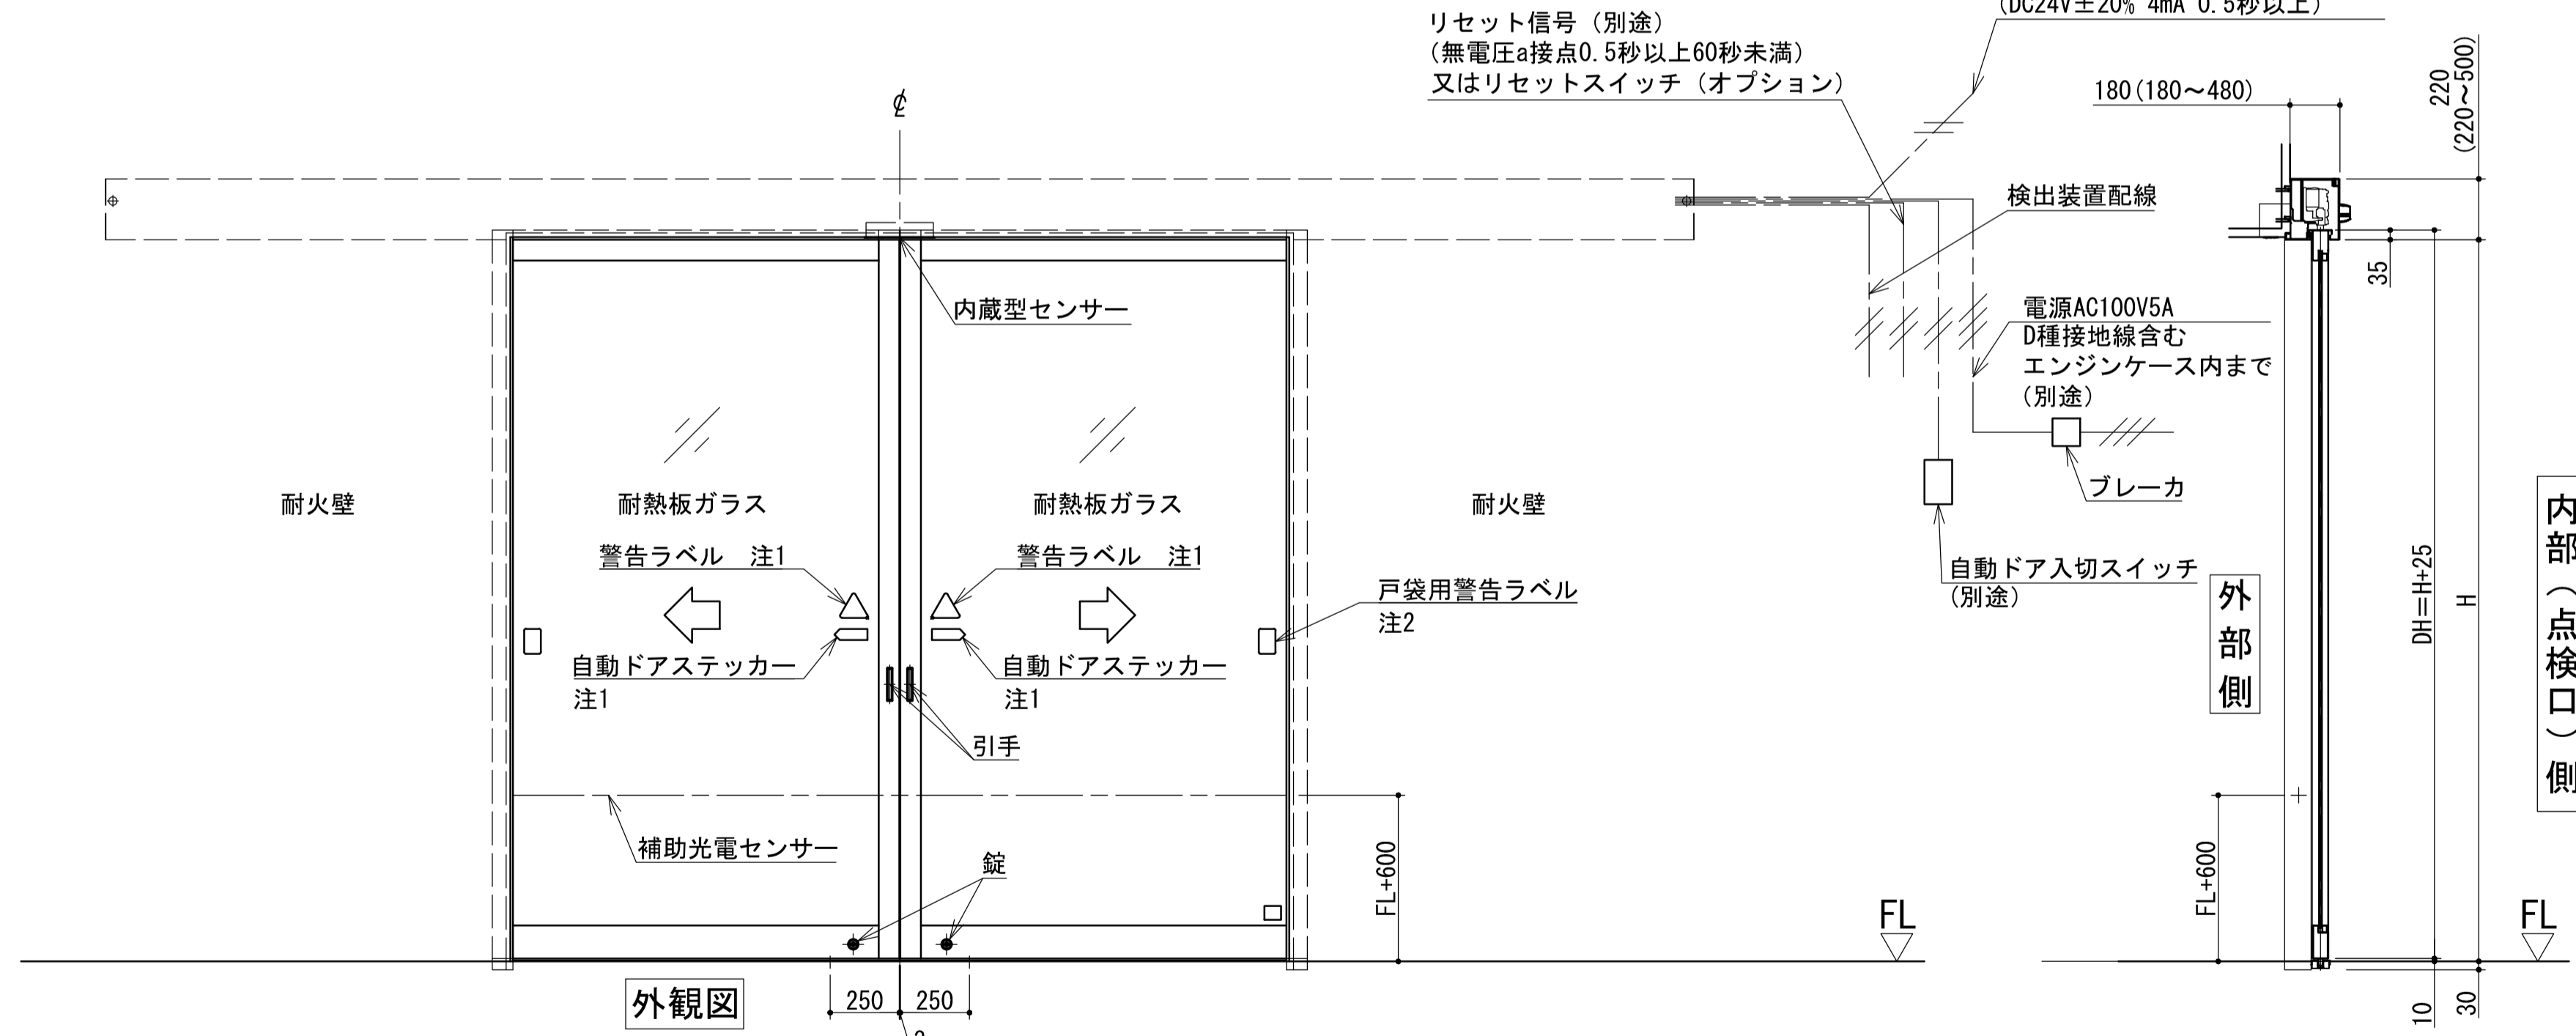 (DC24V±20% 4mA 0.5秒以上)
リセット信号（別途）
(無電圧a接点0.5秒以上60秒未満)
又はリセットスイッチ（オプション）
180(180～480)
220
(220～500)
検出装置配線
35
内蔵型センサー
電源AC100V5A
D種接地線含む
エンジンケース内まで
(別途)
ブレーカ
耐火壁
耐熱板ガラス
耐熱板ガラス
耐火壁
警告ラベル　注1
警告ラベル　注1
戸袋用警告ラベル
注2
自動ドア入切スイッチ
(別途)
外部側
DH=H+25
H
内部（点検口）側
自動ドアステッカー
注1
自動ドアステッカー
注1
引手
補助光電センサー
錠
FL+600
FL+600
FL
FL
外観図
250
250
10
30